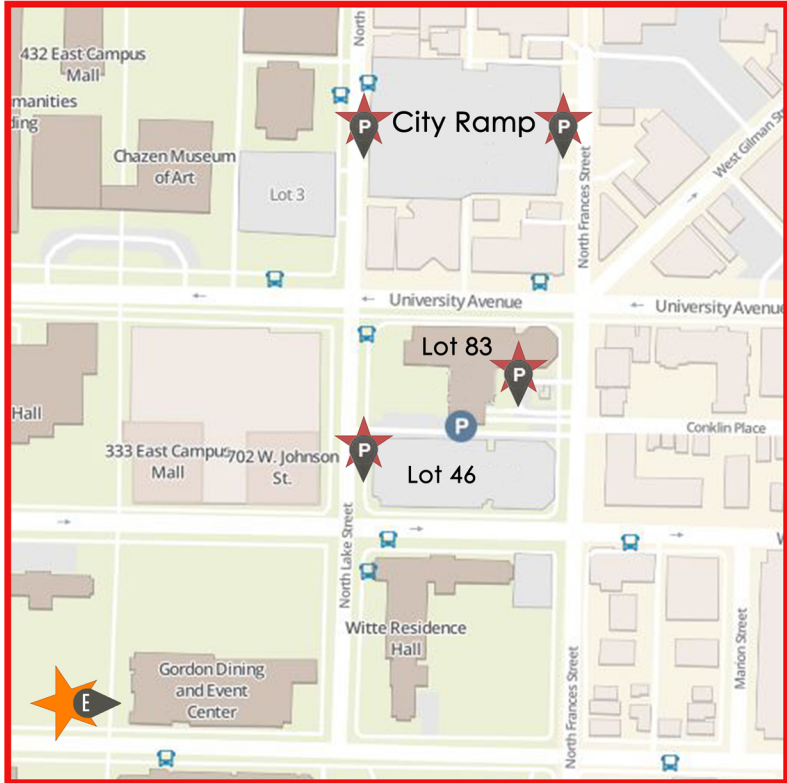 North
432 East Campus
Mall
manities
ding
P
City Ramp
P
Chazen Museum
of Art
Lot 3
North Frances Street
West Gilman St
University Avenue
University Avenue
Lot 83
P
Hall
P
Conklin Place
333 East Campus
Mall
702 W. Johnson
St.
P
Lot 46
North Lake Street
W
Witte Residence
Hall
North Frances Street
Marion Street
Gordon Dining
and Event
Center
E